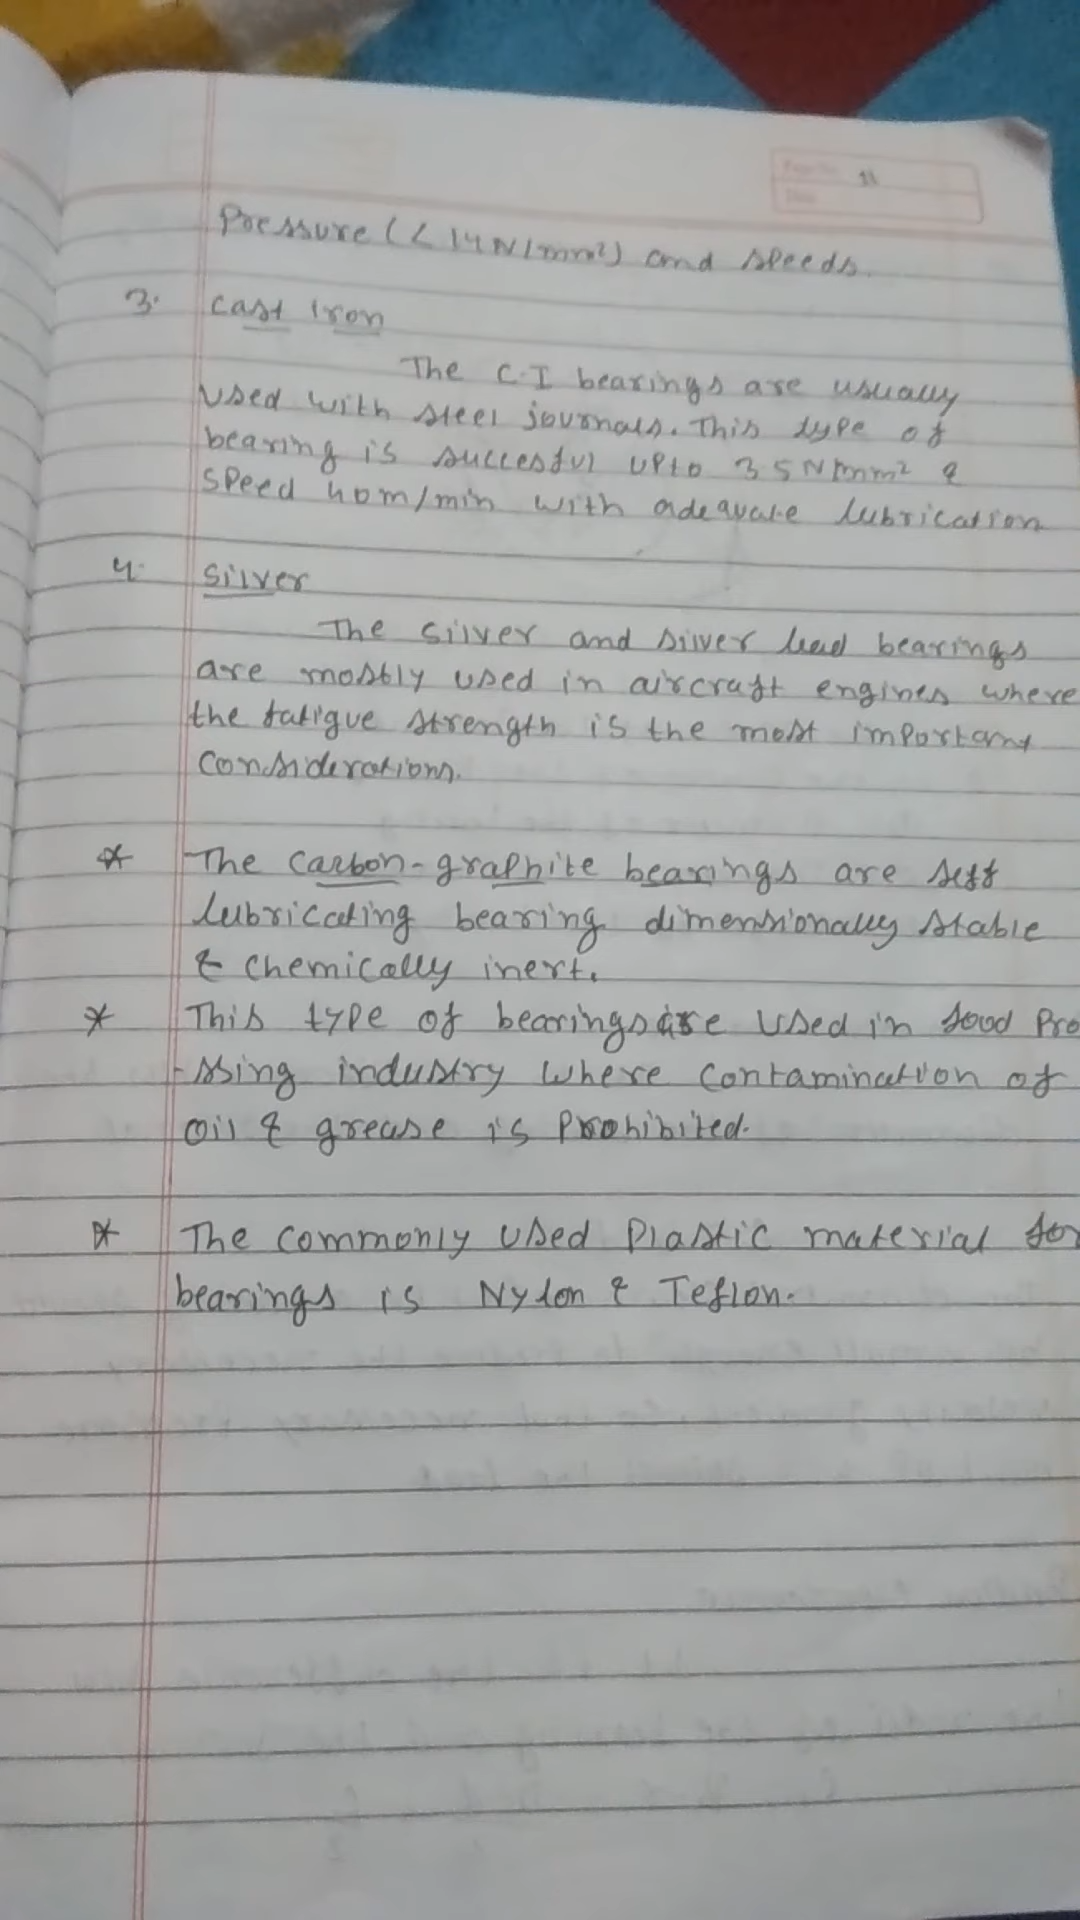 Page No. 11
Date
Pressure (< 14 N/mm²) and speeds.
3. Cast Iron
The C.I bearings are usually
used with steel journals. This type of
bearing is succesful upto 3.5 N/mm² &
speed 40m/min with adequate lubrication
4. Silver
The silver and silver lead bearings
are mostly used in aircraft engines where
the fatigue strength is the most important
considerations.
* The carbon-graphite bearings are self
lubricating bearing dimensionally stable
& chemically inert.
* This type of bearings are used in food Pro
-ssing industry where contamination of
oil & grease is prohibited.
* The commonly used plastic material for
bearings is Nylon & Teflon.